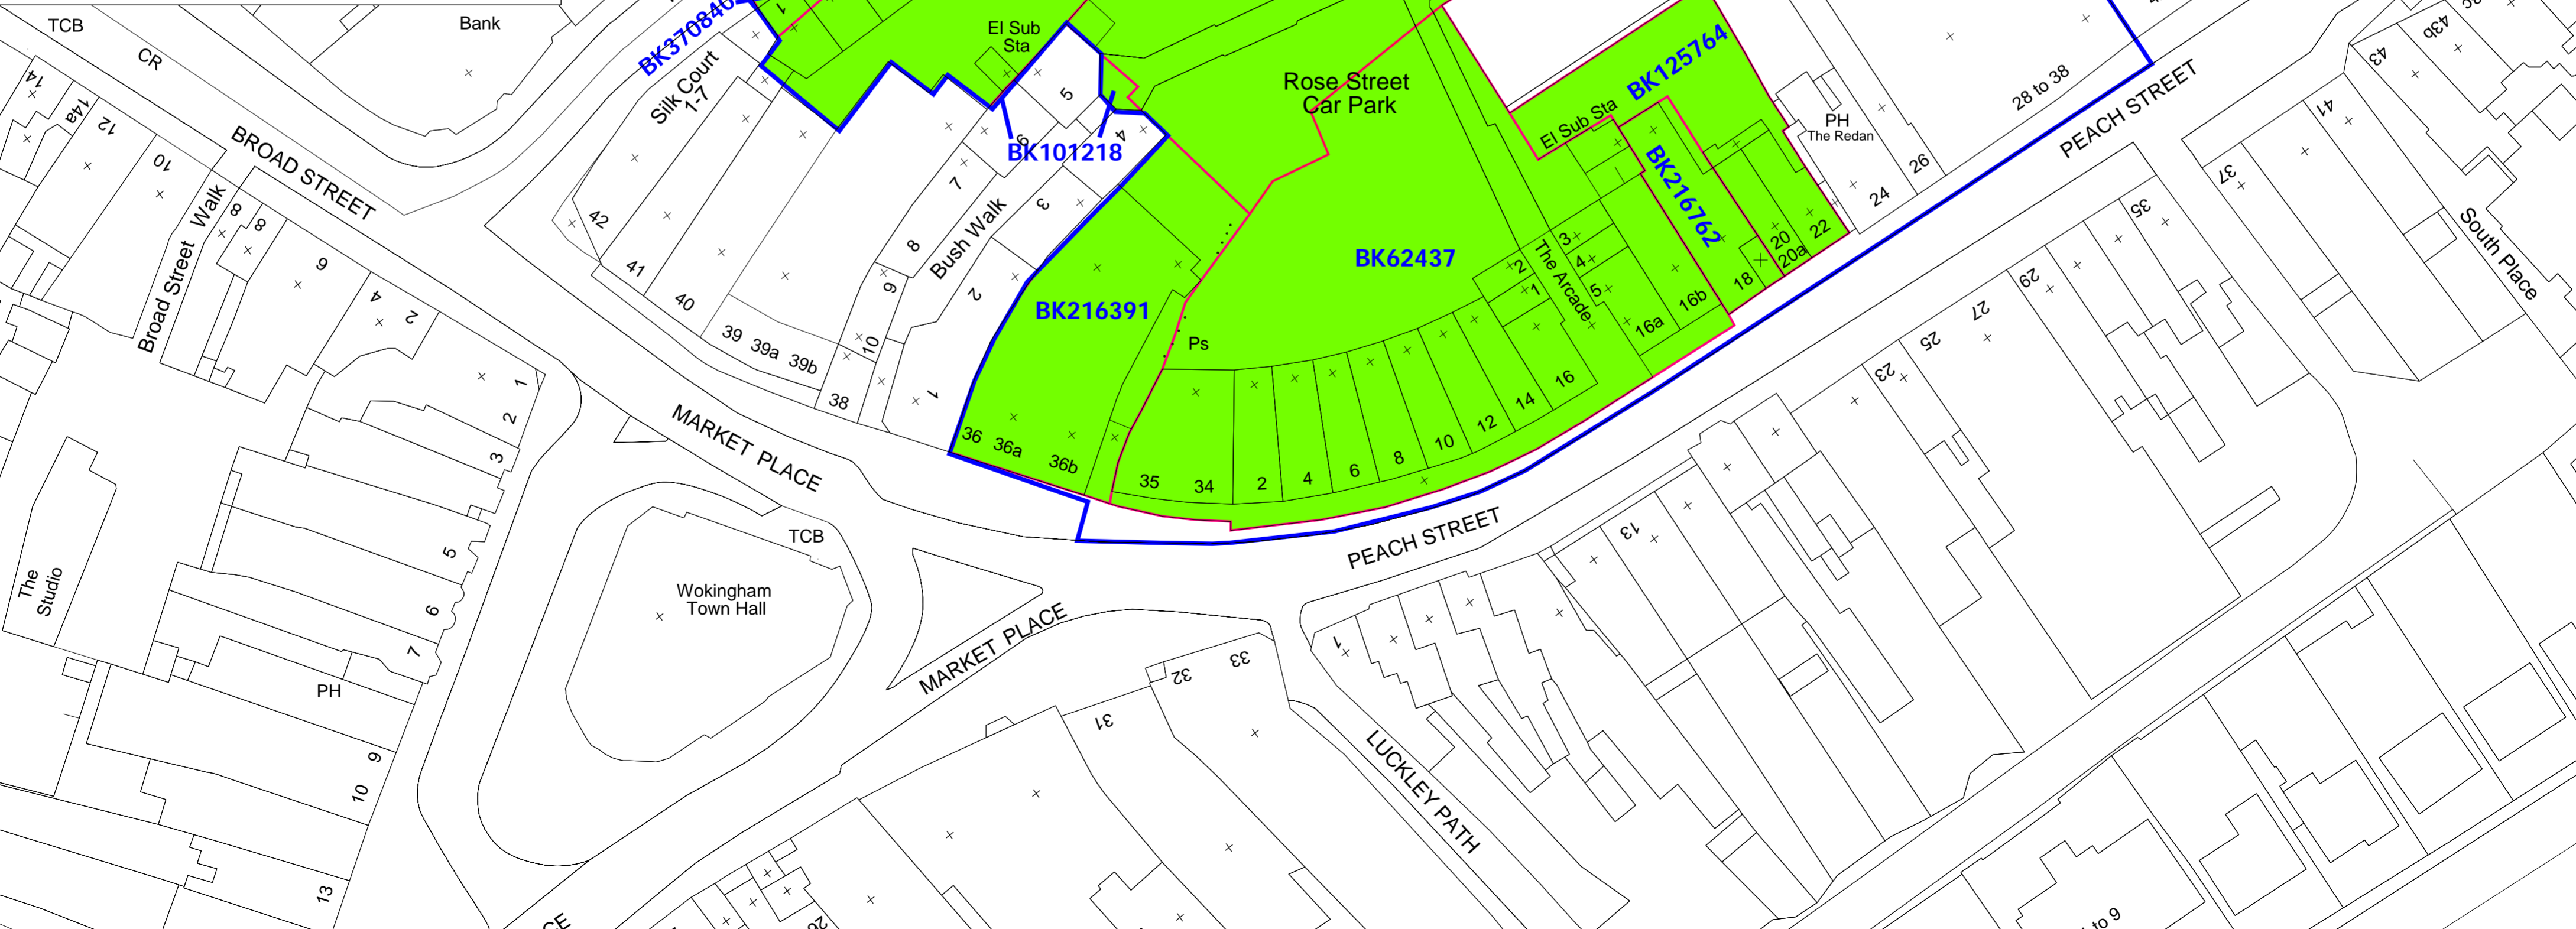 TCB
CR
Bank
BK370840
El Sub
Sta
Silk Court
1-7
Rose Street
Car Park
BK125764
El Sub Sta
PH
The Redan
28 to 38
PEACH STREET
43
43b
41
37
35
South Place
14
14a
12
10
BROAD STREET
Broad Street Walk
8
8
6
4
2
1
5
6
4
BK101218
7
3
8
Bush Walk
9
2
10
1
42
41
40
39
39a
39b
38
BK216762
24
26
22
20
20a
18
BK62437
BK216391
Ps
3
4
5
2
1
The Arcade
16b
16a
16
14
12
10
8
6
4
2
34
35
36
36a
36b
29
27
25
23
13
MARKET PLACE
1
2
3
5
6
7
PH
9
10
13
The
Studio
TCB
Wokingham
Town Hall
PEACH STREET
MARKET PLACE
1
33
32
31
LUCKLEY PATH
to 9